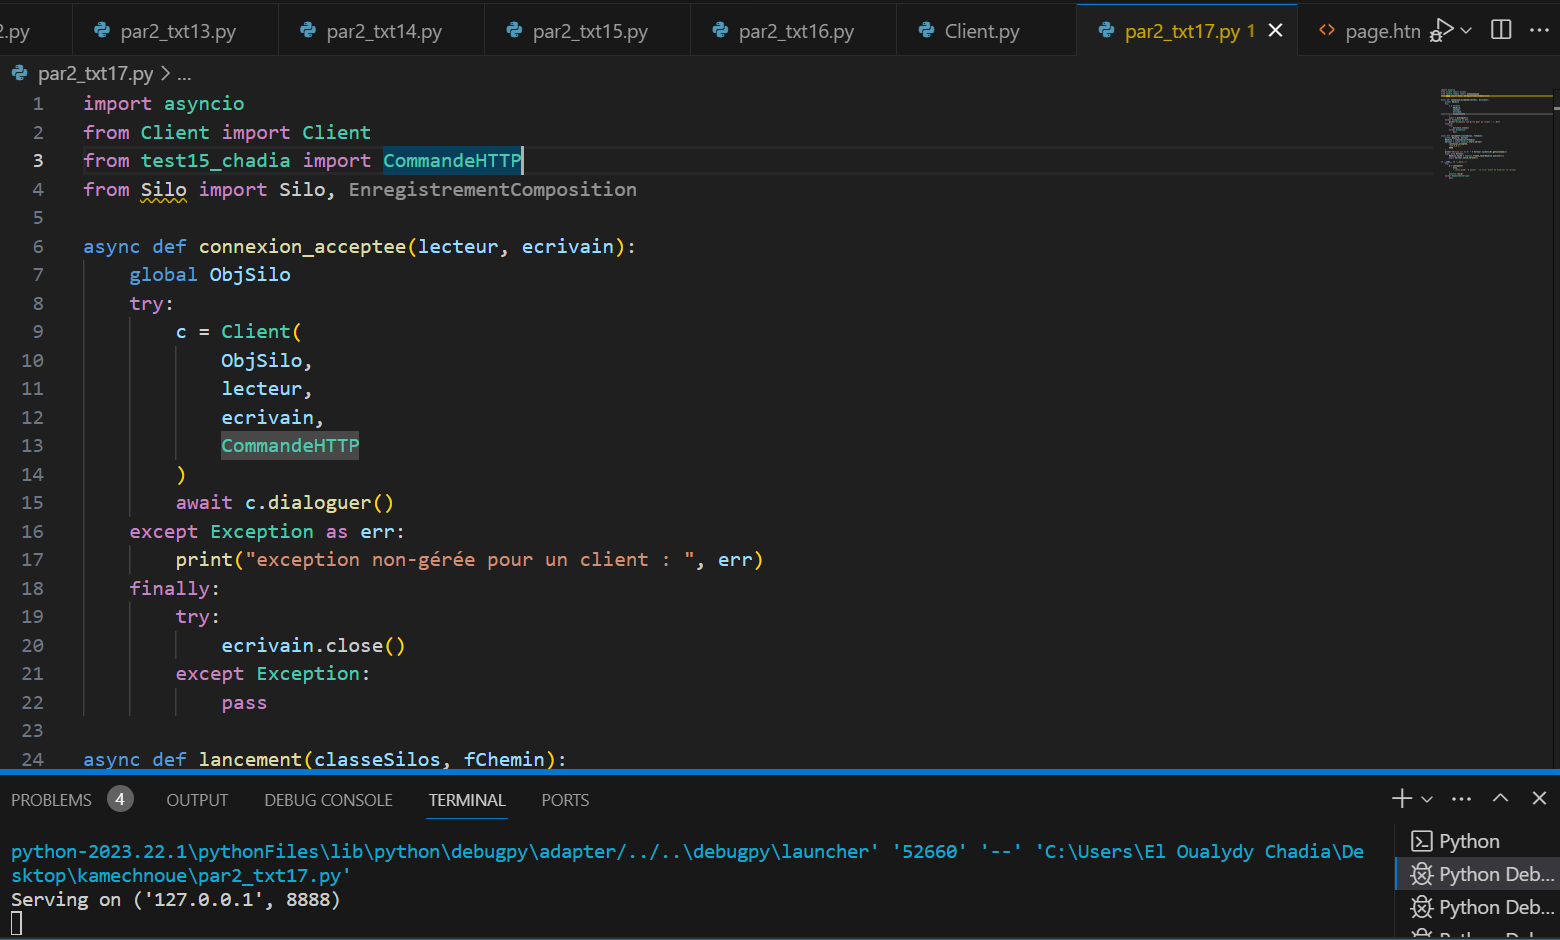 2.py par2_txt13.py par2_txt14.py par2_txt15.py par2_txt16.py Client.py par2_txt17.py 1 page.htn
par2_txt17.py > ...
1 import asyncio
2 from Client import Client
3 from test15_chadia import CommandeHTTP
4 from Silo import Silo, EnregistrementComposition
5
6 async def connexion_acceptee(lecteur, ecrivain):
7 global ObjSilo
8 try:
9 c = Client(
10 ObjSilo,
11 lecteur,
12 ecrivain,
13 CommandeHTTP
14 )
15 await c.dialoguer()
16 except Exception as err:
17 print("exception non-gérée pour un client : ", err)
18 finally:
19 try:
20 ecrivain.close()
21 except Exception:
22 pass
23
24 async def lancement(classeSilos, fChemin):
PROBLEMS 4 OUTPUT DEBUG CONSOLE TERMINAL PORTS
python-2023.22.1\pythonFiles\lib\python\debugpy\adapter/../..\debugpy\launcher' '52660' '--' 'C:\Users\El Oualydy Chadia\De
sktop\kamechnoue\par2_txt17.py'
Serving on ('127.0.0.1', 8888)
Python
Python Deb...
Python Deb...